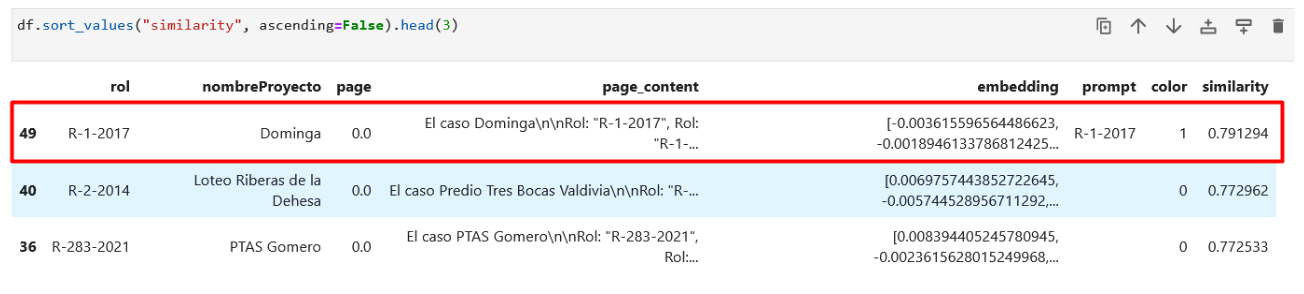 df.sort_values("similarity", ascending=False).head(3)
rol nombreProyecto page page_content embedding prompt color similarity
49 R-1-2017 Dominga 0.0 El caso Dominga\n\nRol: "R-1-2017", Rol: "R-1-... [-0.003615596564486623, -0.0018946133786812425... R-1-2017 1 0.791294
40 R-2-2014 Loteo Riberas de la Dehesa 0.0 El caso Predio Tres Bocas Valdivia\n\nRol: "R-... [0.0069757443852722645, -0.005744528956711292,... 0 0.772962
36 R-283-2021 PTAS Gomero 0.0 El caso PTAS Gomero\n\nRol: "R-283-2021", Rol:... [0.008394405245780945, -0.0023615628015249968,... 0 0.772533